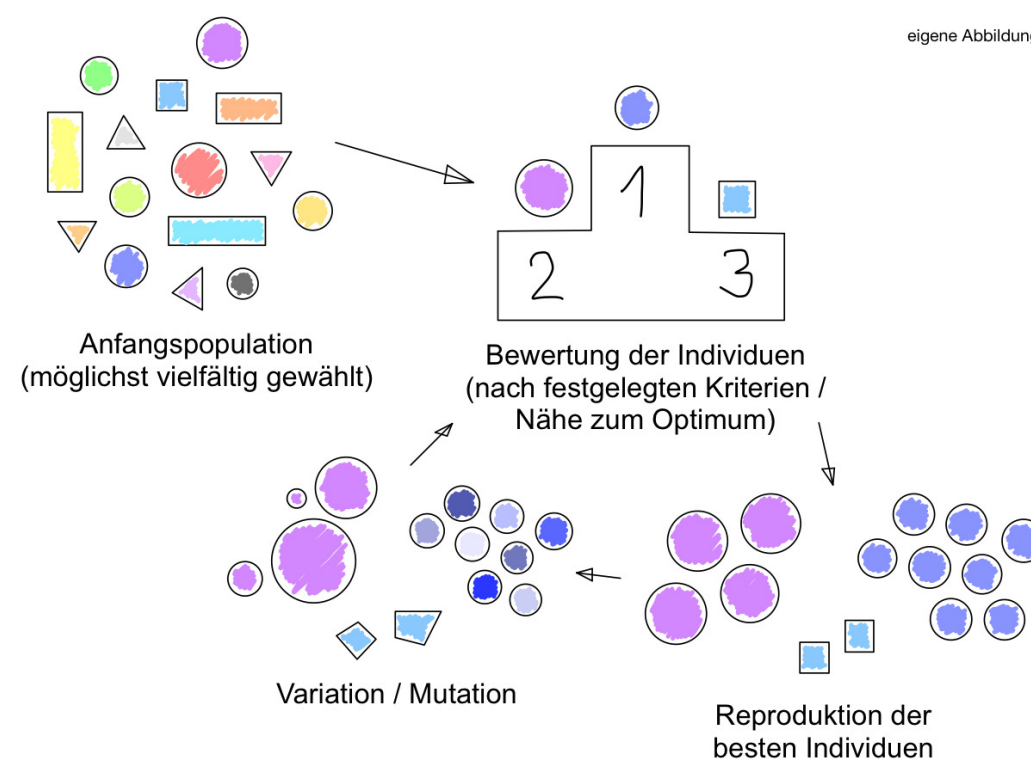 eigene Abbildung
1
2
3
Anfangspopulation
(möglichst vielfältig gewählt)
Bewertung der Individuen
(nach festgelegten Kriterien /
Nähe zum Optimum)
Variation / Mutation
Reproduktion der
besten Individuen